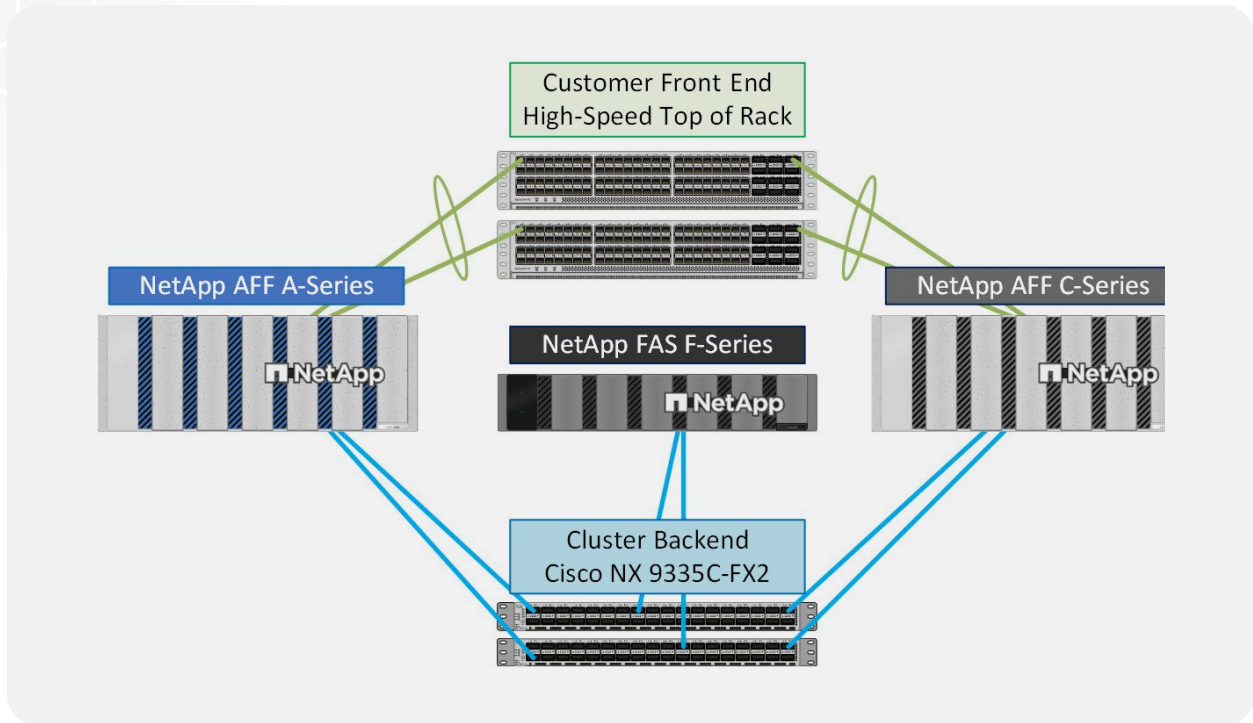 Customer Front End
High-Speed Top of Rack
NetApp AFF A-Series
NetApp AFF C-Series
NetApp FAS F-Series
NetApp
NetApp
NetApp
Cluster Backend
Cisco NX 9335C-FX2